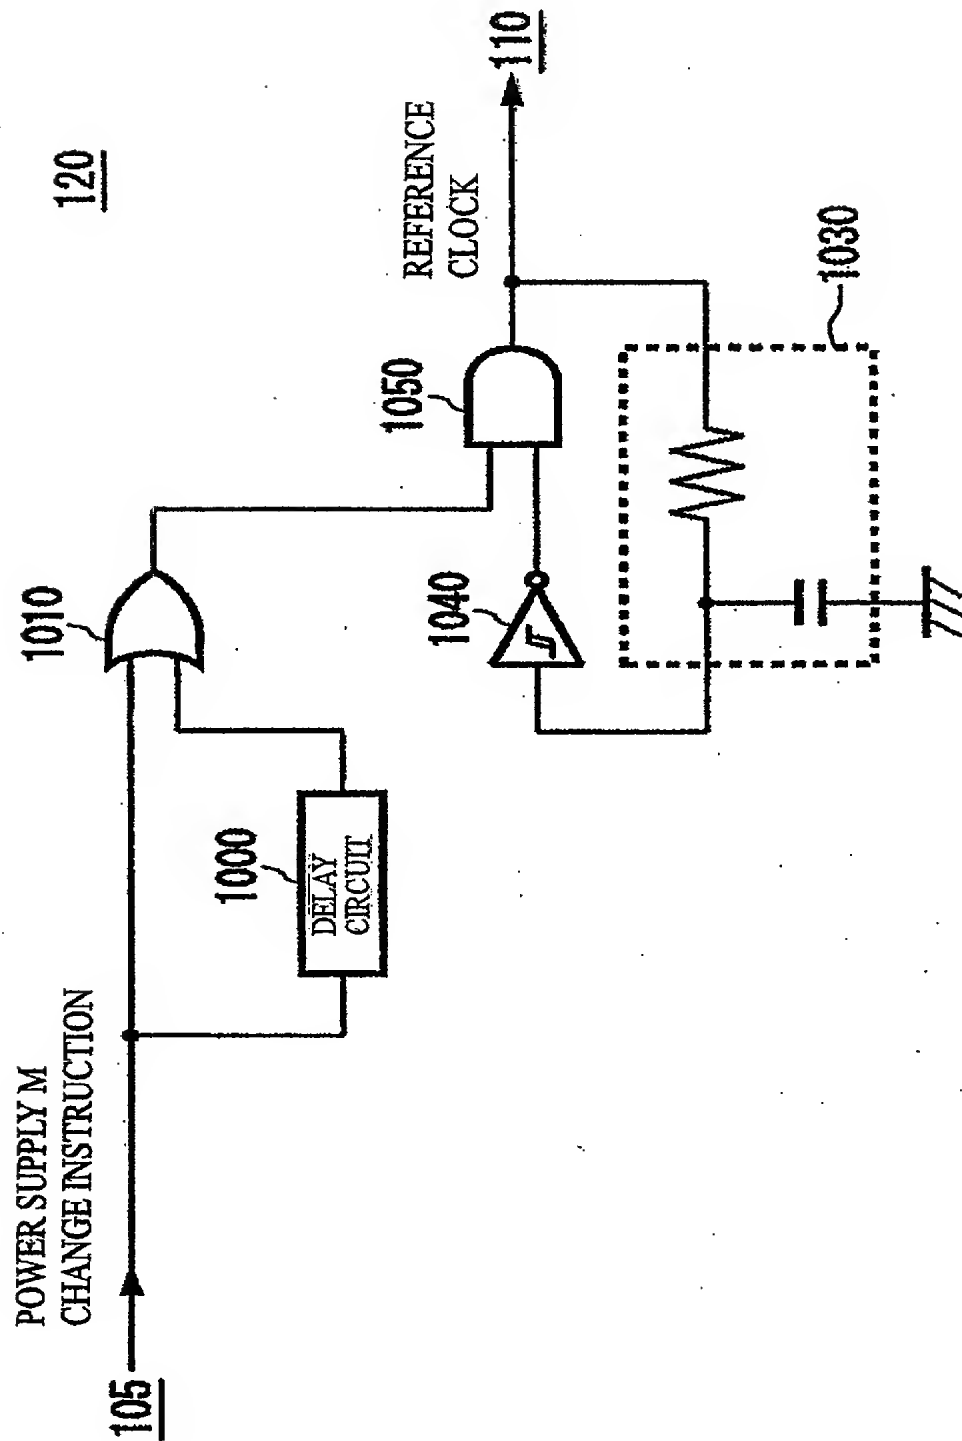 120
105
POWER SUPPLY M
CHANGE INSTRUCTION
1000
DELAY
CIRCUIT
1010
1040
1050
1030
REFERENCE
CLOCK
110